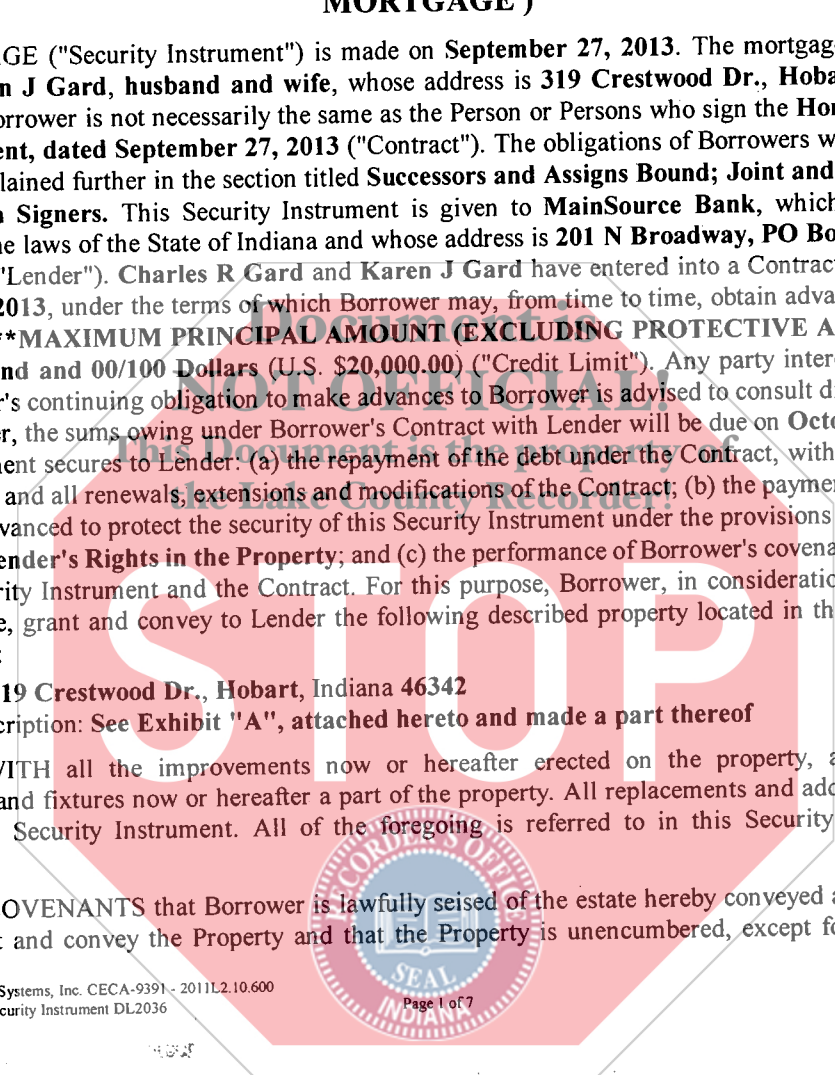 MORTGAGE")
GE ("Security Instrument") is made on September 27, 2013. The mortgag
n J Gard, husband and wife, whose address is 319 Crestwood Dr., Hoba
orrower is not necessarily the same as the Person or Persons who sign the Hor
ent, dated September 27, 2013 ("Contract"). The obligations of Borrowers w
lained further in the section titled Successors and Assigns Bound; Joint and
Signers. This Security Instrument is given to MainSource Bank, which
e laws of the State of Indiana and whose address is 201 N Broadway, PO Bo
"Lender"). Charles R Gard and Karen J Gard have entered into a Contrac
2013, under the terms of which Borrower may, from time to time, obtain adva
**MAXIMUM PRINCIPAL AMOUNT (EXCLUDING PROTECTIVE A
nd and 00/100 Dollars (U.S. $20,000.00) ("Credit Limit"). Any party inter
r's continuing obligation to make advances to Borrower is advised to consult d
r, the sums owing under Borrower's Contract with Lender will be due on Octo
ent secures to Lender: (a) the repayment of the debt under the Contract, with
and all renewals, extensions and modifications of the Contract; (b) the payme
vanced to protect the security of this Security Instrument under the provisions
ender's Rights in the Property; and (c) the performance of Borrower's covena
rity Instrument and the Contract. For this purpose, Borrower, in consideratio
e, grant and convey to Lender the following described property located in th
:
19 Crestwood Dr., Hobart, Indiana 46342
cription: See Exhibit "A", attached hereto and made a part thereof
VITH all the improvements now or hereafter erected on the property, a
and fixtures now or hereafter a part of the property. All replacements and add
Security Instrument. All of the foregoing is referred to in this Security
OVENANTS that Borrower is lawfully seised of the estate hereby conveyed a
t and convey the Property and that the Property is unencumbered, except fo
Systems, Inc. CECA-9391 - 2011L2.10.600
curity Instrument DL2036
Page 1 of 7
Document is
NOT OFFICIAL!
This Document is the property of
the Lake County Recorder!
STOP
RECORDER'S OFFICE
SEAL
INDIANA